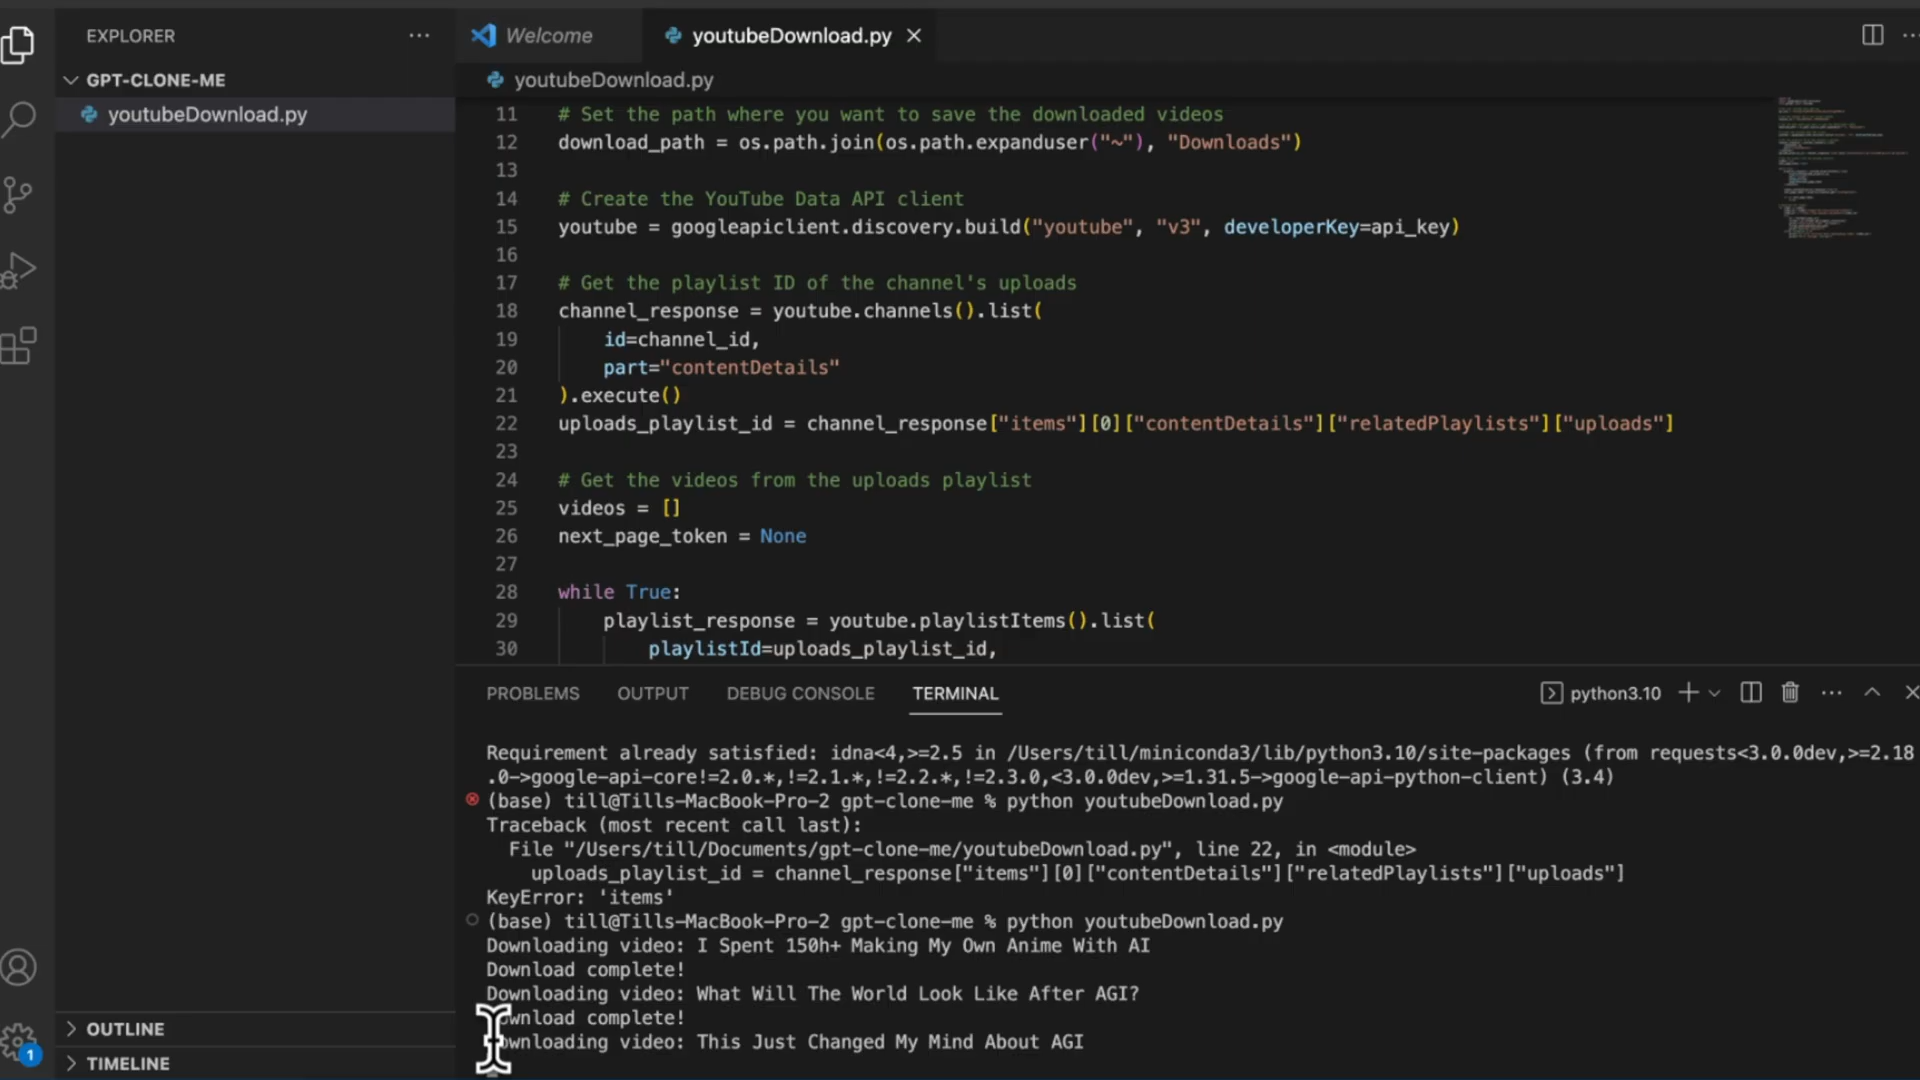 EXPLORER
Welcome
youtubeDownload.py
GPT-CLONE-ME
youtubeDownload.py
youtubeDownload.py
11 # Set the path where you want to save the downloaded videos
12 download_path = os.path.join(os.path.expanduser("~"), "Downloads")
13
14 # Create the YouTube Data API client
15 youtube = googleapiclient.discovery.build("youtube", "v3", developerKey=api_key)
16
17 # Get the playlist ID of the channel's uploads
18 channel_response = youtube.channels().list(
19 id=channel_id,
20 part="contentDetails"
21 ).execute()
22 uploads_playlist_id = channel_response["items"][0]["contentDetails"]["relatedPlaylists"]["uploads"]
23
24 # Get the videos from the uploads playlist
25 videos = []
26 next_page_token = None
27
28 while True:
29 playlist_response = youtube.playlistItems().list(
30 playlistId=uploads_playlist_id,
PROBLEMS OUTPUT DEBUG CONSOLE TERMINAL python3.10
Requirement already satisfied: idna<4,>=2.5 in /Users/till/miniconda3/lib/python3.10/site-packages (from requests<3.0.0dev,>=2.18
.0->google-api-core!=2.0.*,!=2.1.*,!=2.2.*,!=2.3.0,<3.0.0dev,>=1.31.5->google-api-python-client) (3.4)
(base) till@Tills-MacBook-Pro-2 gpt-clone-me % python youtubeDownload.py
Traceback (most recent call last):
File "/Users/till/Documents/gpt-clone-me/youtubeDownload.py", line 22, in <module>
uploads_playlist_id = channel_response["items"][0]["contentDetails"]["relatedPlaylists"]["uploads"]
KeyError: 'items'
(base) till@Tills-MacBook-Pro-2 gpt-clone-me % python youtubeDownload.py
Downloading video: I Spent 150h+ Making My Own Anime With AI
Download complete!
Downloading video: What Will The World Look Like After AGI?
Download complete!
Downloading video: This Just Changed My Mind About AGI
OUTLINE
1
TIMELINE